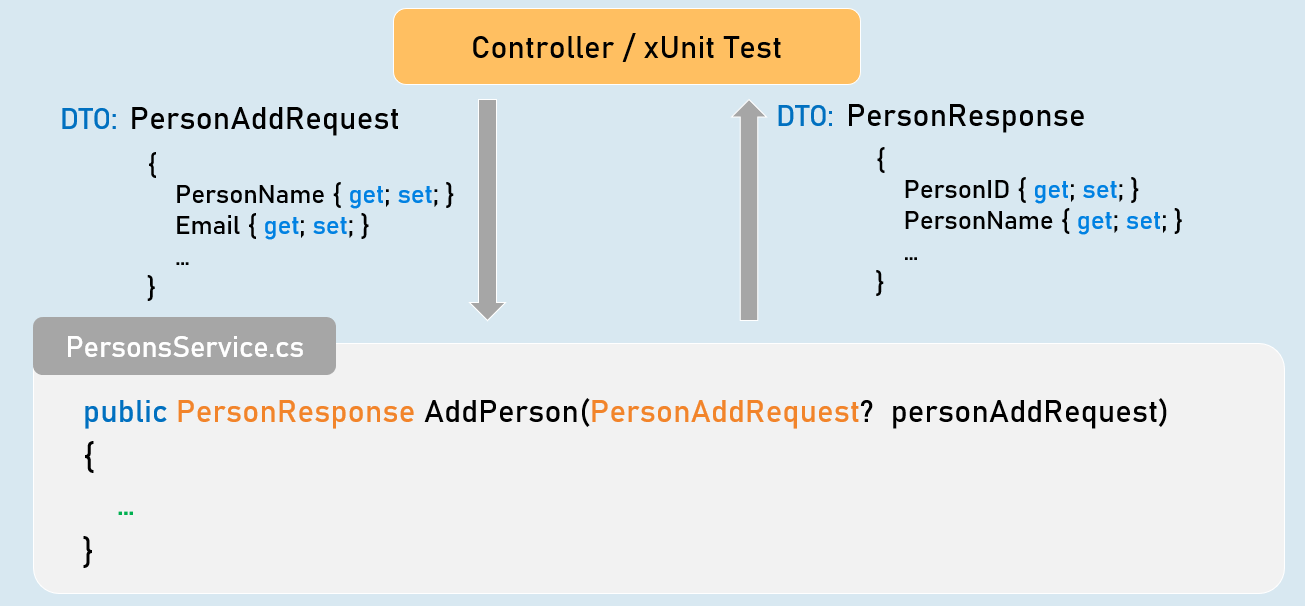 Controller / xUnit Test
DTO: PersonAddRequest
{
PersonName { get; set; }
Email { get; set; }
...
}
DTO: PersonResponse
{
PersonID { get; set; }
PersonName { get; set; }
...
}
PersonsService.cs
public PersonResponse AddPerson(PersonAddRequest? personAddRequest)
{
...
}